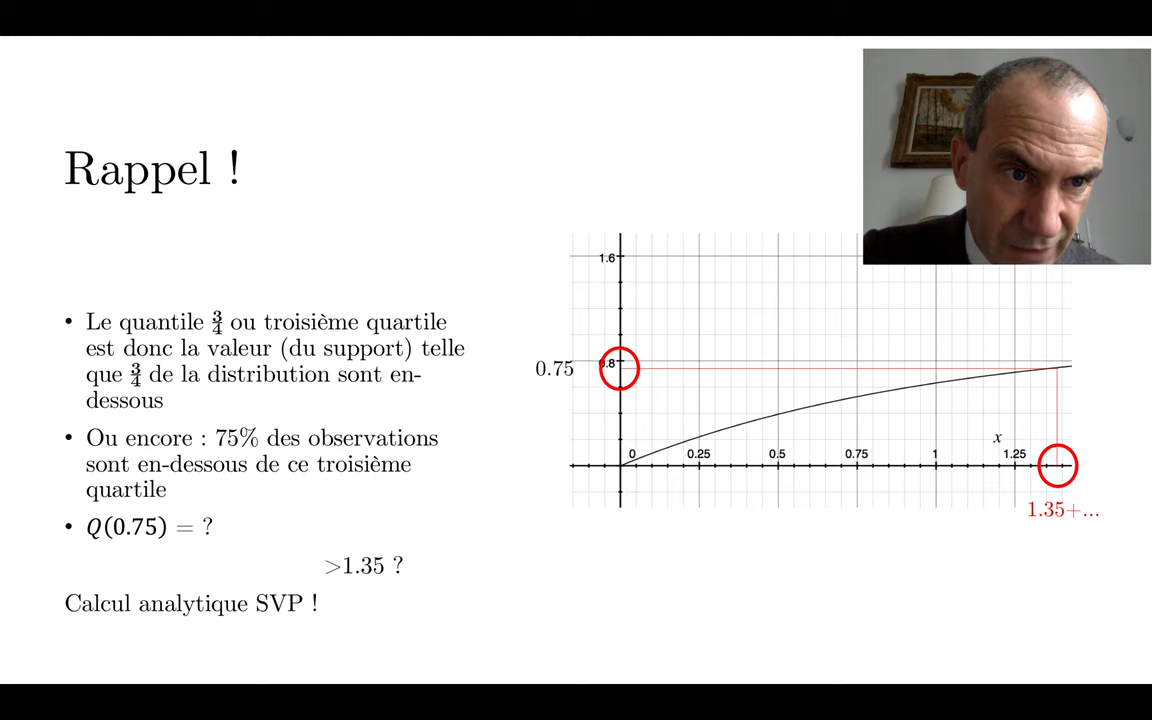 Rappel !
• Le quantile 3/4 ou troisième quartile
est donc la valeur (du support) telle
que 3/4 de la distribution sont en-
dessous
• Ou encore : 75% des observations
sont en-dessous de ce troisième
quartile
• Q(0.75) = ?
>1.35 ?
Calcul analytique SVP !
1.6
0.75
0.8
x
0 0.25 0.5 0.75 1 1.25
1.35+...